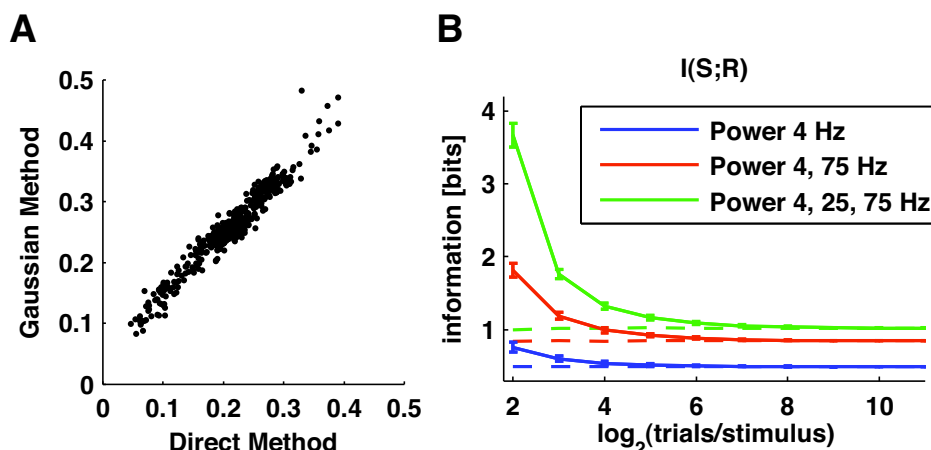 A
Gaussian Method
0.5
0.4
0.3
0.2
0.1
0
0 0.1 0.2 0.3 0.4 0.5
Direct Method
B
I(S;R)
information [bits]
4
3
2
1
Power 4 Hz
Power 4, 75 Hz
Power 4, 25, 75 Hz
2 4 6 8 10
log₂(trials/stimulus)